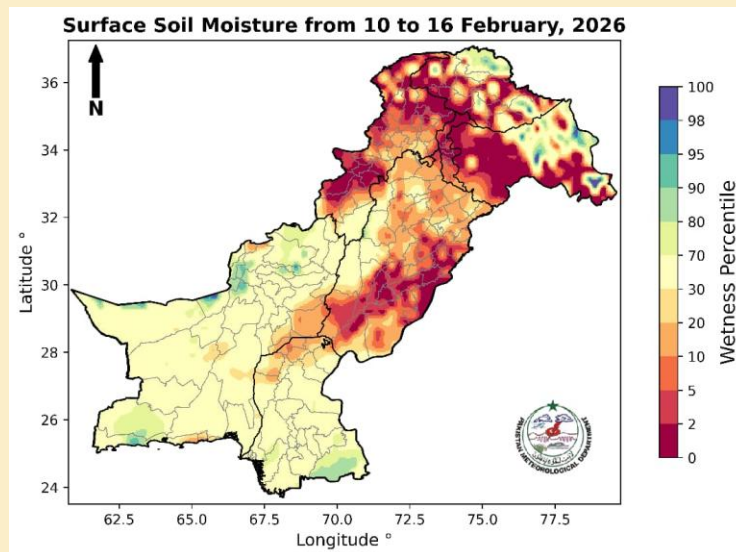 Surface Soil Moisture from 10 to 16 February, 2026
N
36
34
32
30
28
26
24
Latitude °
62.5 65.0 67.5 70.0 72.5 75.0 77.5
Longitude °
100
98
95
90
80
70
30
20
10
5
2
0
Wetness Percentile
PAKISTAN METEOROLOGICAL DEPARTMENT